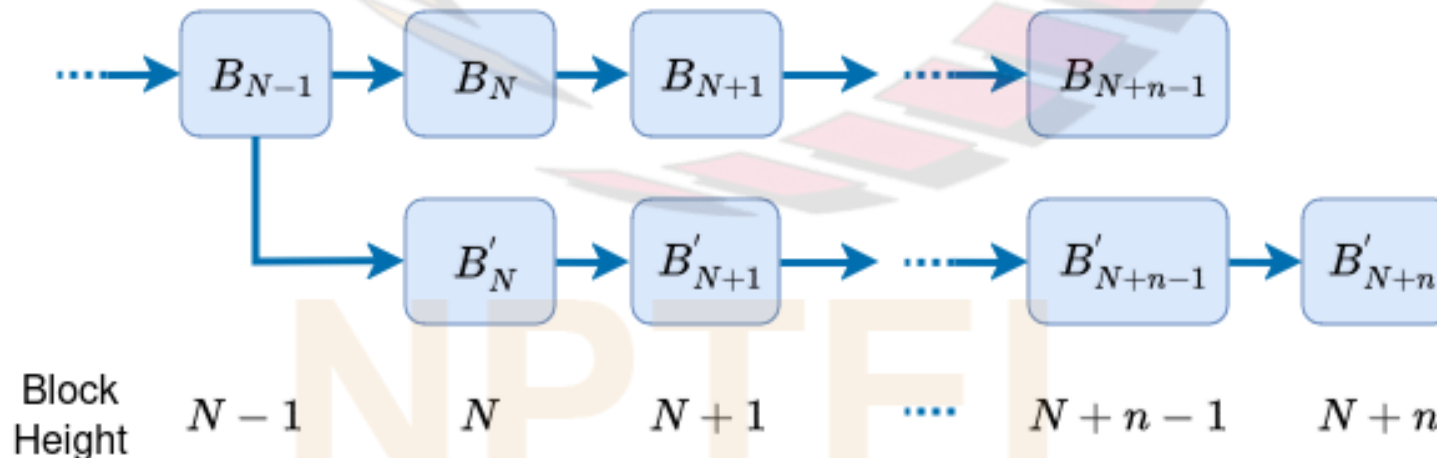 B_{N-1} B_N B_{N+1} B_{N+n-1}
B'_N B'_{N+1} B'_{N+n-1} B'_{N+n}
NPTEL
Block
Height N - 1 N N + 1 N + n - 1 N + n